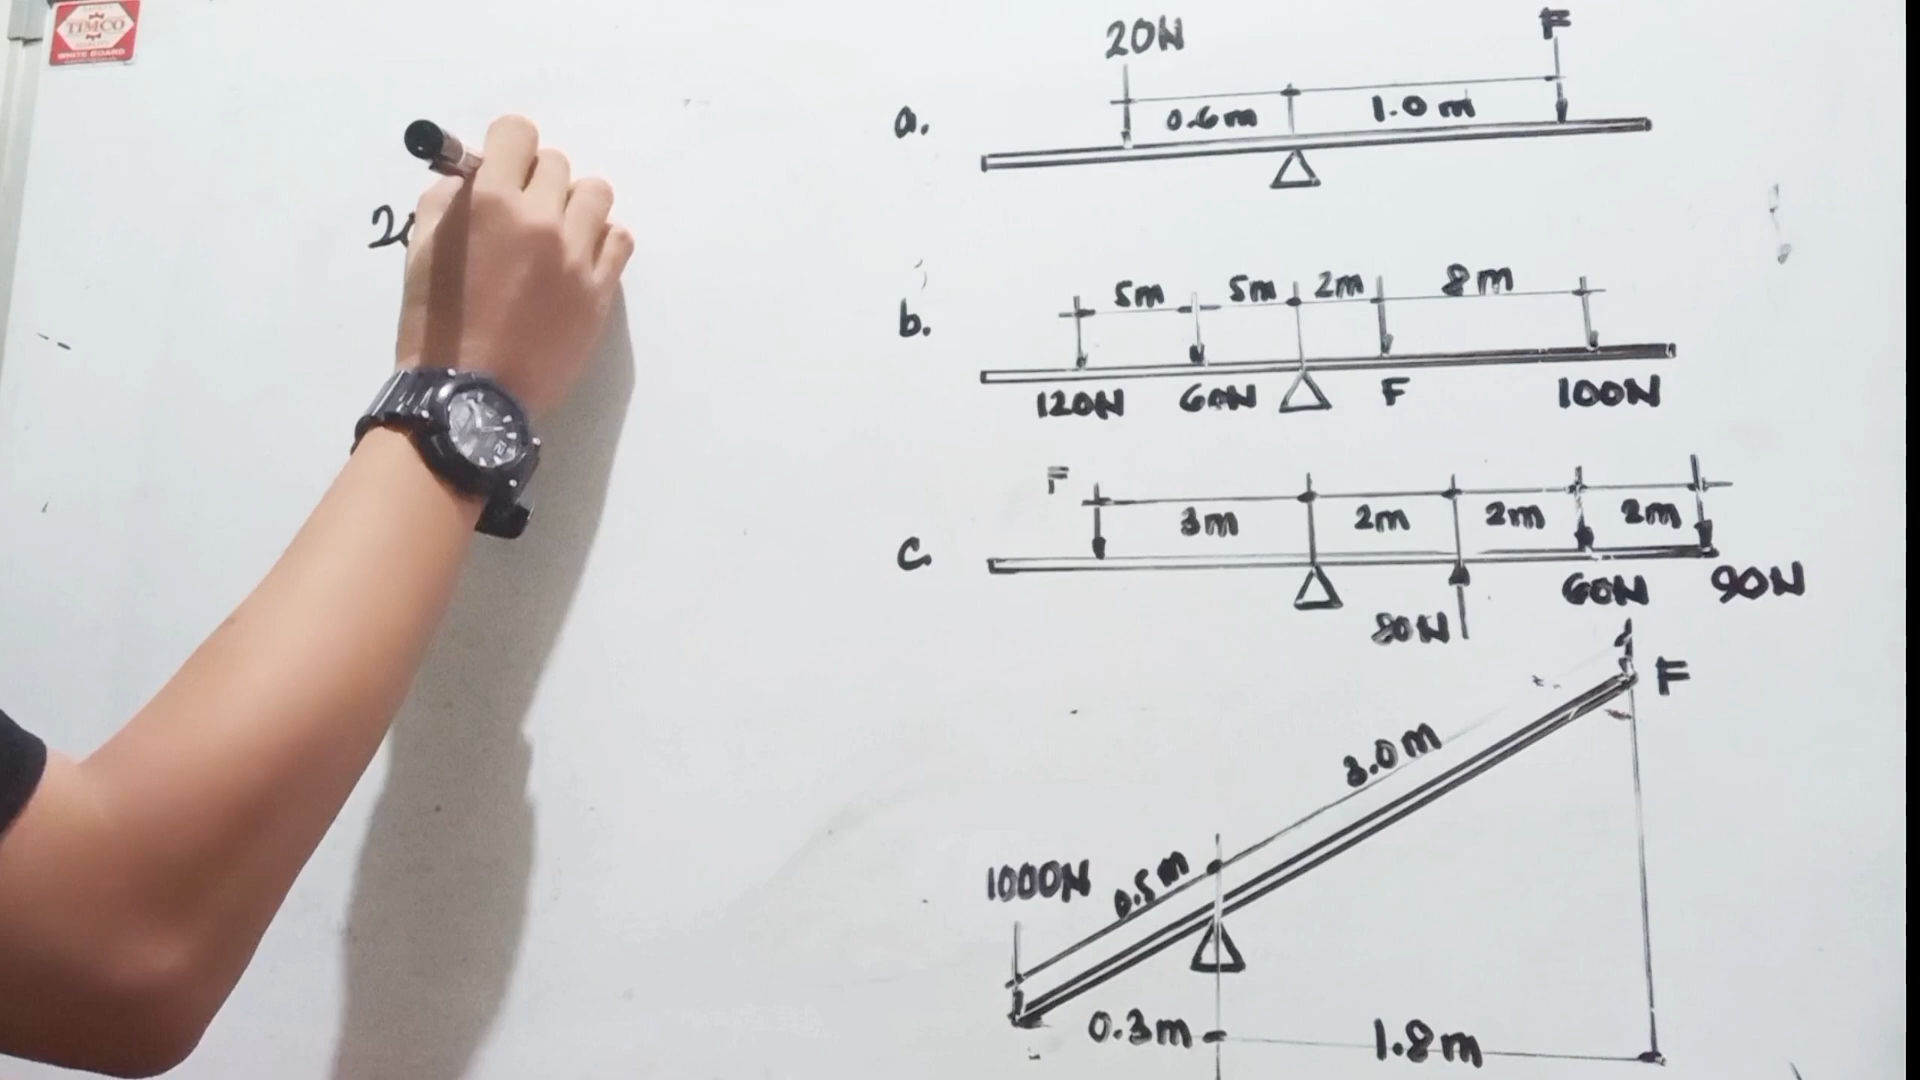 TIMCO
WHITE BOARD
20
20N
F
a.
0.6m
1.0m
b.
5m
5m
2m
8m
120N
60N
F
100N
c.
F
3m
2m
2m
2m
80N
60N
90N
F
3.0m
0.5m
1000N
0.3m
1.8m